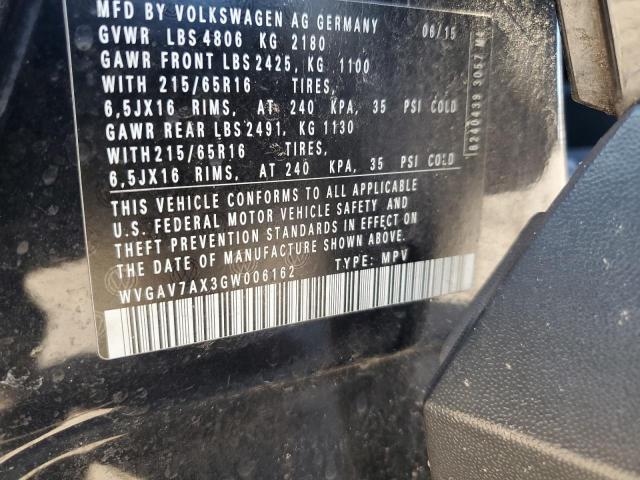 MFD BY VOLKSWAGEN AG GERMANY 06/15
GVWR LBS 4806 KG 2180
GAWR FRONT LBS 2425, KG 1100
WITH 215/65R16 TIRES,
6,5JX16 RIMS, AT 240 KPA, 35 PSI COLD
GAWR REAR LBS 2491, KG 1130
WITH215/65R16 TIRES,
6,5JX16 RIMS, AT 240 KPA, 35 PSI COLD
THIS VEHICLE CONFORMS TO ALL APPLICABLE
U.S. FEDERAL MOTOR VEHICLE SAFETY AND
THEFT PREVENTION STANDARDS IN EFFECT ON
THE DATE OF MANUFACTURE SHOWN ABOVE.
WVGAV7AX3GW006162 TYPE: MPV